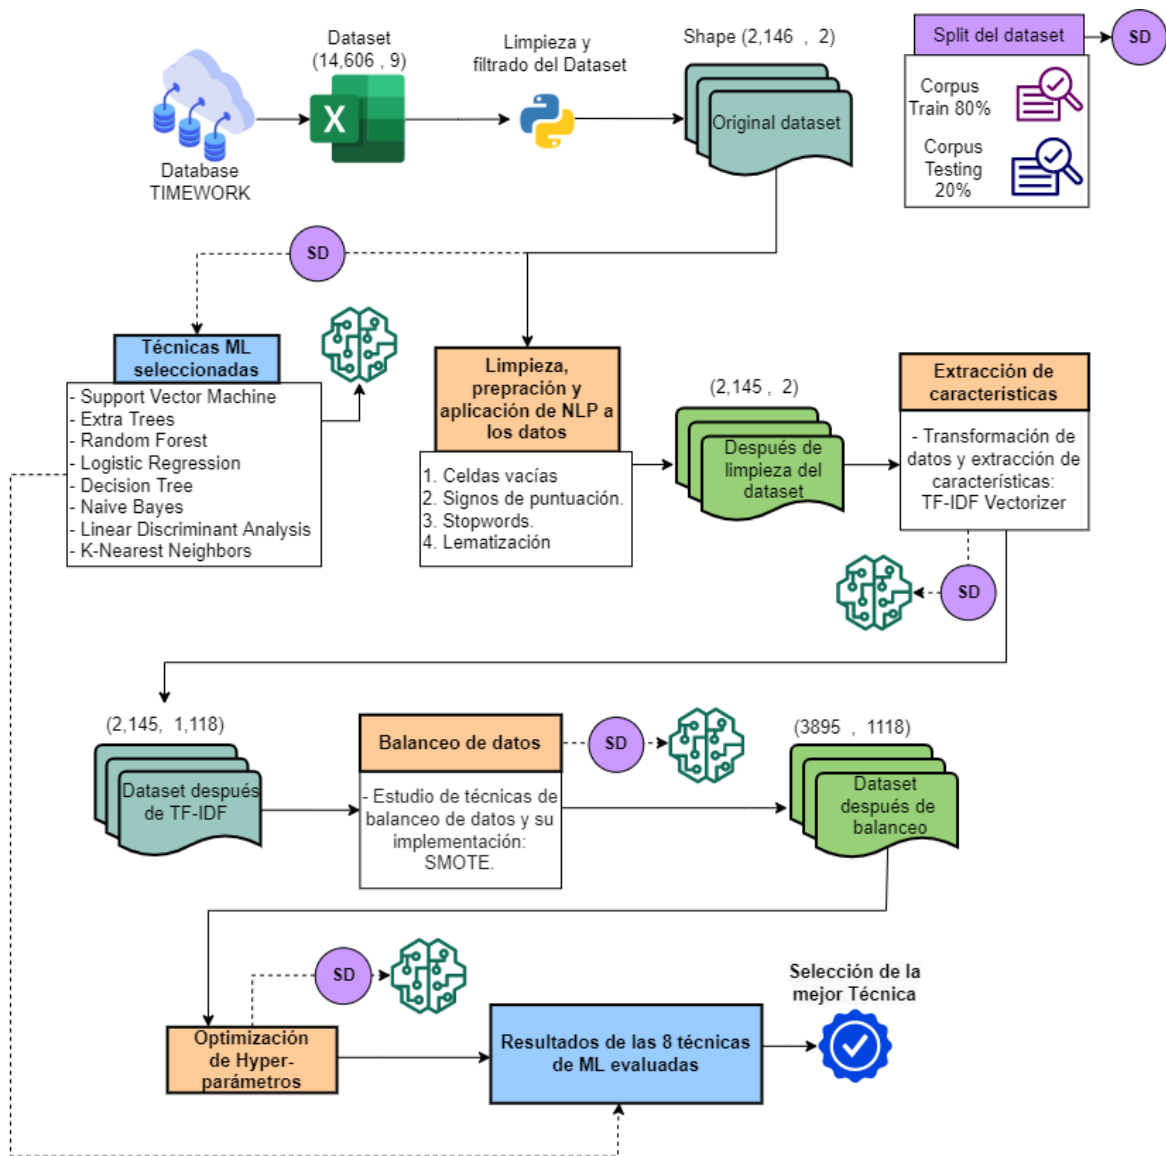 Dataset
(14,606 , 9)
Limpieza y
filtrado del Dataset
Shape (2,146 , 2)
Split del dataset
SD
X
Original dataset
Corpus
Train 80%
Corpus
Testing
20%
Database
TIMEWORK
SD
Técnicas ML
seleccionadas
- Support Vector Machine
- Extra Trees
- Random Forest
- Logistic Regression
- Decision Tree
- Naive Bayes
- Linear Discriminant Analysis
- K-Nearest Neighbors
Limpieza,
prepración y
aplicación de NLP a
los datos
1. Celdas vacías
2. Signos de puntuación.
3. Stopwords.
4. Lematización
(2,145 , 2)
Después de
limpieza del
dataset
Extracción de
características
- Transformación de
datos y extracción de
características:
TF-IDF Vectorizer
SD
(2,145, 1,118)
Dataset después
de TF-IDF
Balanceo de datos
- Estudio de técnicas de
balanceo de datos y su
implementación:
SMOTE.
SD
(3895 , 1118)
Dataset
después de
balanceo
SD
Optimización
de Hyper-
parámetros
Resultados de las 8 técnicas
de ML evaluadas
Selección de la
mejor Técnica